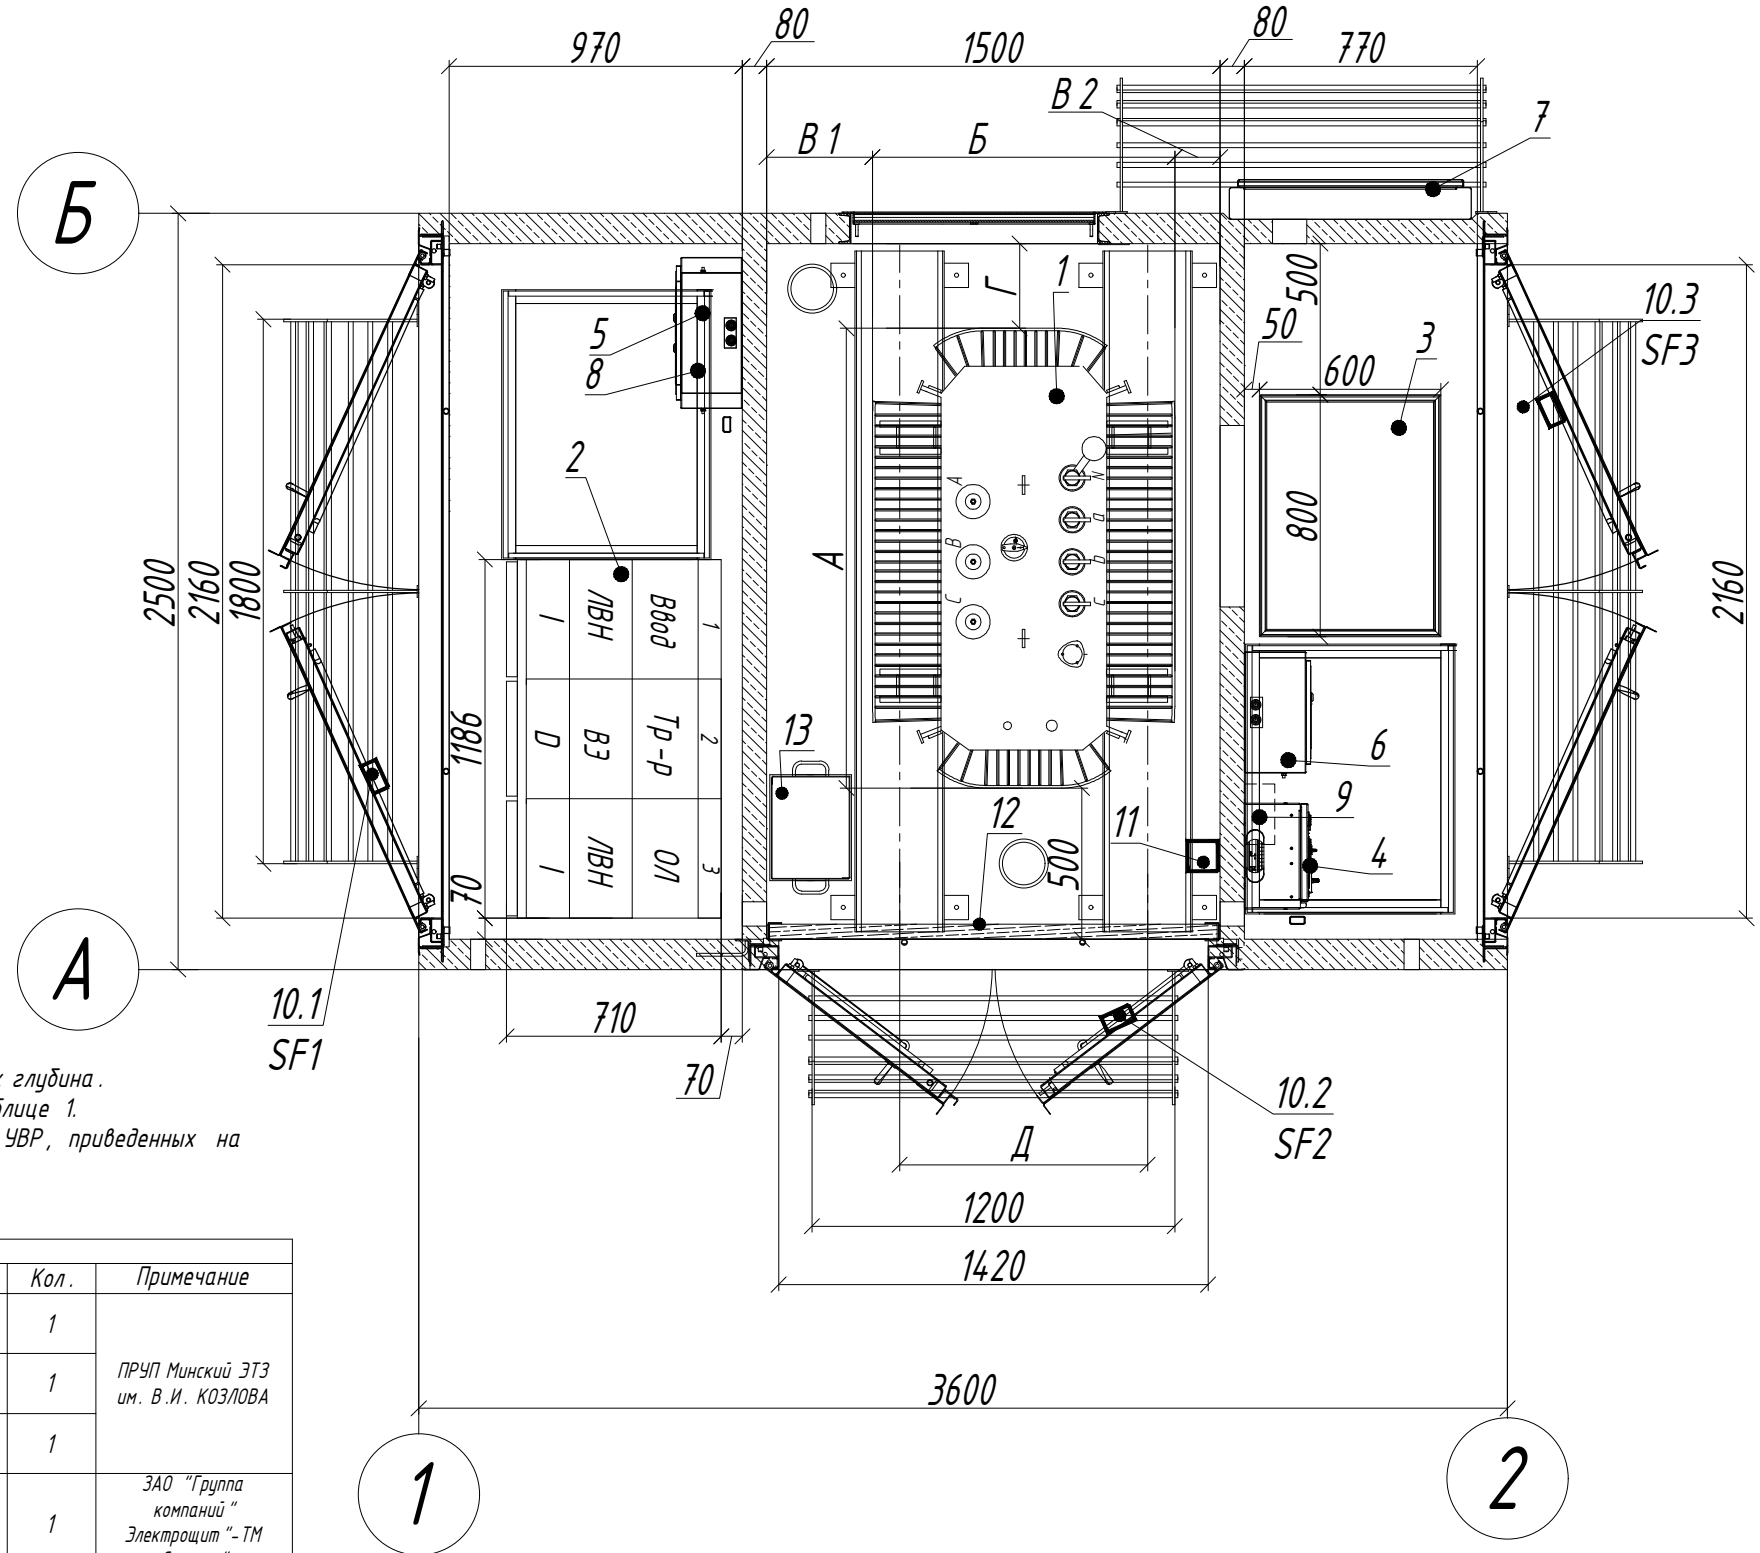 970
80
1500
80
770
В 2
В 1
Б
7
Б
Г
1
500
50
10.3
SF3
5
8
3
600
2
А
800
2500
2160
1800
2160
A
B
C
N
a
b
c
1
Ввод
ЛВН
I
2
Тр-р
ВЭ
D
3
ОЛ
ЛВН
I
1186
70
13
12
11
500
6
9
4
А
10.1
SF1
710
70
10.2
SF2
Д
1200
1420
3600
1
2
к глубина.
блице 1.
УВР, приведенных на
Кол.
Примечание
1
1
ПРУП Минский ЭТЗ
им. В.И. КОЗЛОВА
1
1
ЗАО "Группа
компаний "
Электрощит "-ТМ